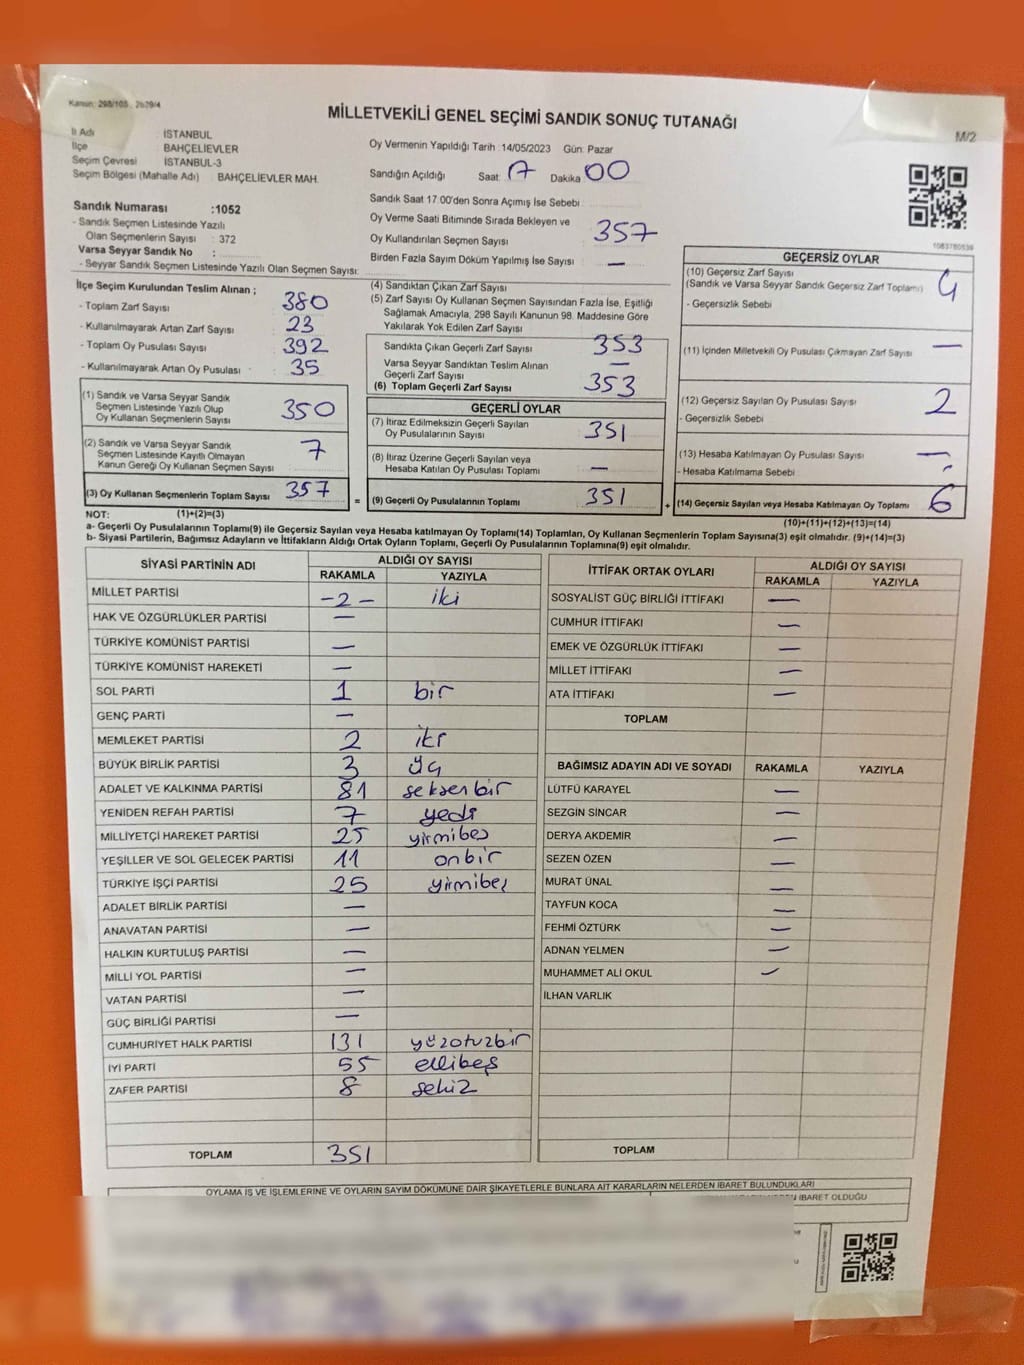 Kanun: 298/105 , 2839/4
MİLLETVEKİLİ GENEL SEÇİMİ SANDIK SONUÇ TUTANAĞI
M/2
İl Adı : İSTANBUL
İlçe BAHÇELİEVLER
Seçim Çevresi İSTANBUL-3
Seçim Bölgesi (Mahalle Adı) : BAHÇELİEVLER MAH.
Oy Vermenin Yapıldığı Tarih :14/05/2023 Gün: Pazar
Sandığın Açıldığı Saat: 17 Dakika: 00
Sandık Saat 17:00'den Sonra Açılmış İse Sebebi :
Sandık Numarası :1052
- Sandık Seçmen Listesinde Yazılı
Olan Seçmenlerin Sayısı : 372
Varsa Seyyar Sandık No :
- Seyyar Sandık Seçmen Listesinde Yazılı Olan Seçmen Sayısı:
Oy Verme Saati Bitiminde Sırada Bekleyen ve
Oy Kullandırılan Seçmen Sayısı 357
Birden Fazla Sayım Döküm Yapılmış İse Sayısı —
1083780539
İlçe Seçim Kurulundan Teslim Alınan ;
- Toplam Zarf Sayısı : 380
- Kullanılmayarak Artan Zarf Sayısı : 23
- Toplam Oy Pusulası Sayısı : 392
- Kullanılmayarak Artan Oy Pusulası : 35
(1) Sandık ve Varsa Seyyar Sandık
Seçmen Listesinde Yazılı Olup
Oy Kullanan Seçmenlerin Sayısı 350
(2) Sandık ve Varsa Seyyar Sandık
Seçmen Listesinde Kayıtlı Olmayan
Kanun Gereği Oy Kullanan Seçmen Sayısı 7
(3) Oy Kullanan Seçmenlerin Toplam Sayısı 357 =
(4) Sandıktan Çıkan Zarf Sayısı
(5) Zarf Sayısı Oy Kullanan Seçmen Sayısından Fazla İse, Eşitliği
Sağlamak Amacıyla, 298 Sayılı Kanunun 98. Maddesine Göre
Yakılarak Yok Edilen Zarf Sayısı
Sandıkta Çıkan Geçerli Zarf Sayısı 353
Varsa Seyyar Sandıktan Teslim Alınan
Geçerli Zarf Sayısı —
(6) Toplam Geçerli Zarf Sayısı 353
GEÇERLİ OYLAR
(7) İtiraz Edilmeksizin Geçerli Sayılan
Oy Pusulalarının Sayısı 351
(8) İtiraz Üzerine Geçerli Sayılan veya
Hesaba Katılan Oy Pusulası Toplamı —
(9) Geçerli Oy Pusulalarının Toplamı 351 +
GEÇERSİZ OYLAR
(10) Geçersiz Zarf Sayısı
(Sandık ve Varsa Seyyar Sandık Geçersiz Zarf Toplamı) 4
- Geçersizlik Sebebi
(11) İçinden Milletvekili Oy Pusulası Çıkmayan Zarf Sayısı —
(12) Geçersiz Sayılan Oy Pusulası Sayısı 2
- Geçersizlik Sebebi
(13) Hesaba Katılmayan Oy Pusulası Sayısı —
- Hesaba Katılmama Sebebi
(14) Geçersiz Sayılan veya Hesaba Katılmayan Oy Toplamı 6
NOT: (1)+(2)=(3)
(10)+(11)+(12)+(13)=(14)
a- Geçerli Oy Pusulalarının Toplamı(9) ile Geçersiz Sayılan veya Hesaba katılmayan Oy Toplamı(14) Toplamları, Oy Kullanan Seçmenlerin Toplam Sayısına(3) eşit olmalıdır. (9)+(14)=(3)
b- Siyasi Partilerin, Bağımsız Adayların ve İttifakların Aldığı Ortak Oyların Toplamı, Geçerli Oy Pusulalarının Toplamına(9) eşit olmalıdır.
SİYASİ PARTİNİN ADI ALDIĞI OY SAYISI
RAKAMLA YAZIYLA
MİLLET PARTİSİ -2- iki
HAK VE ÖZGÜRLÜKLER PARTİSİ —
TÜRKİYE KOMÜNİST PARTİSİ —
TÜRKİYE KOMÜNİST HAREKETİ —
SOL PARTİ 1 bir
GENÇ PARTİ —
MEMLEKET PARTİSİ 2 iki
BÜYÜK BİRLİK PARTİSİ 3 üç
ADALET VE KALKINMA PARTİSİ 81 seksenbir
YENİDEN REFAH PARTİSİ 7 yedi
MİLLİYETÇİ HAREKET PARTİSİ 25 yirmibeş
YEŞİLLER VE SOL GELECEK PARTİSİ 11 onbir
TÜRKİYE İŞÇİ PARTİSİ 25 yirmibeş
ADALET BİRLİK PARTİSİ —
ANAVATAN PARTİSİ —
HALKIN KURTULUŞ PARTİSİ —
MİLLİ YOL PARTİSİ —
VATAN PARTİSİ —
GÜÇ BİRLİĞİ PARTİSİ —
CUMHURİYET HALK PARTİSİ 131 yüzotuzbir
İYİ PARTİ 55 ellibeş
ZAFER PARTİSİ 8 sekiz
TOPLAM 351
İTTİFAK ORTAK OYLARI ALDIĞI OY SAYISI
RAKAMLA YAZIYLA
SOSYALİST GÜÇ BİRLİĞİ İTTİFAKI —
CUMHUR İTTİFAKI —
EMEK VE ÖZGÜRLÜK İTTİFAKI —
MİLLET İTTİFAKI —
ATA İTTİFAKI —
TOPLAM
BAĞIMSIZ ADAYIN ADI VE SOYADI RAKAMLA YAZIYLA
LÜTFÜ KARAYEL —
SEZGİN SİNCAR —
DERYA AKDEMİR —
SEZEN ÖZEN —
MURAT ÜNAL —
TAYFUN KOCA —
FEHMİ ÖZTÜRK —
ADNAN YELMEN —
MUHAMMET ALİ OKUL —
İLHAN VARLIK
TOPLAM
OYLAMA İŞ VE İŞLEMLERİNE VE OYLARIN SAYIM DÖKÜMÜNE DAİR ŞİKAYETLERLE BUNLARA AİT KARARLARIN NELERDEN İBARET BULUNDUKLARI
İBARET OLDUĞU